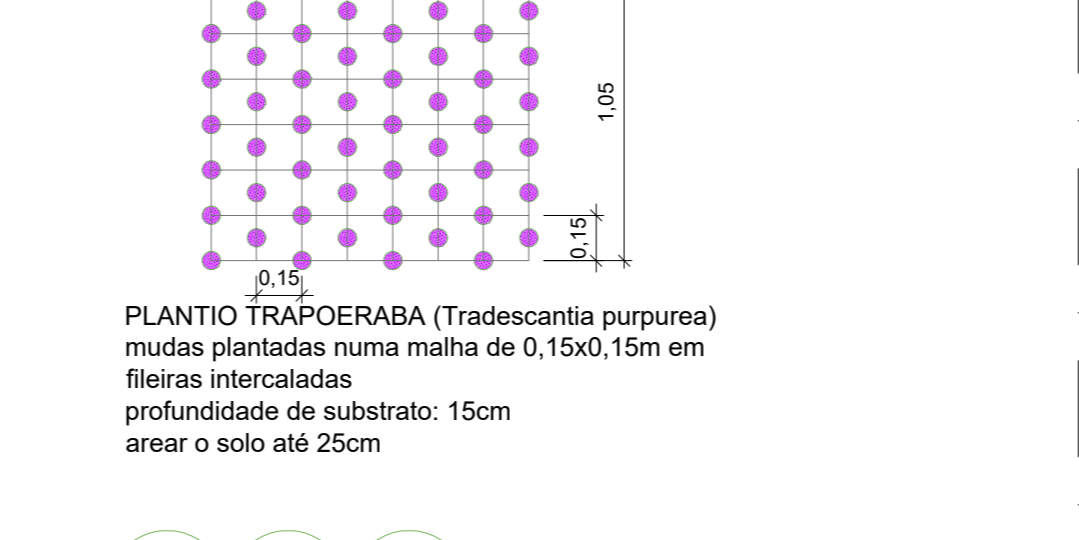 1,05
0,15
0,15
PLANTIO TRAPOERABA (Tradescantia purpurea)
mudas plantadas numa malha de 0,15x0,15m em
fileiras intercaladas
profundidade de substrato: 15cm
arear o solo até 25cm